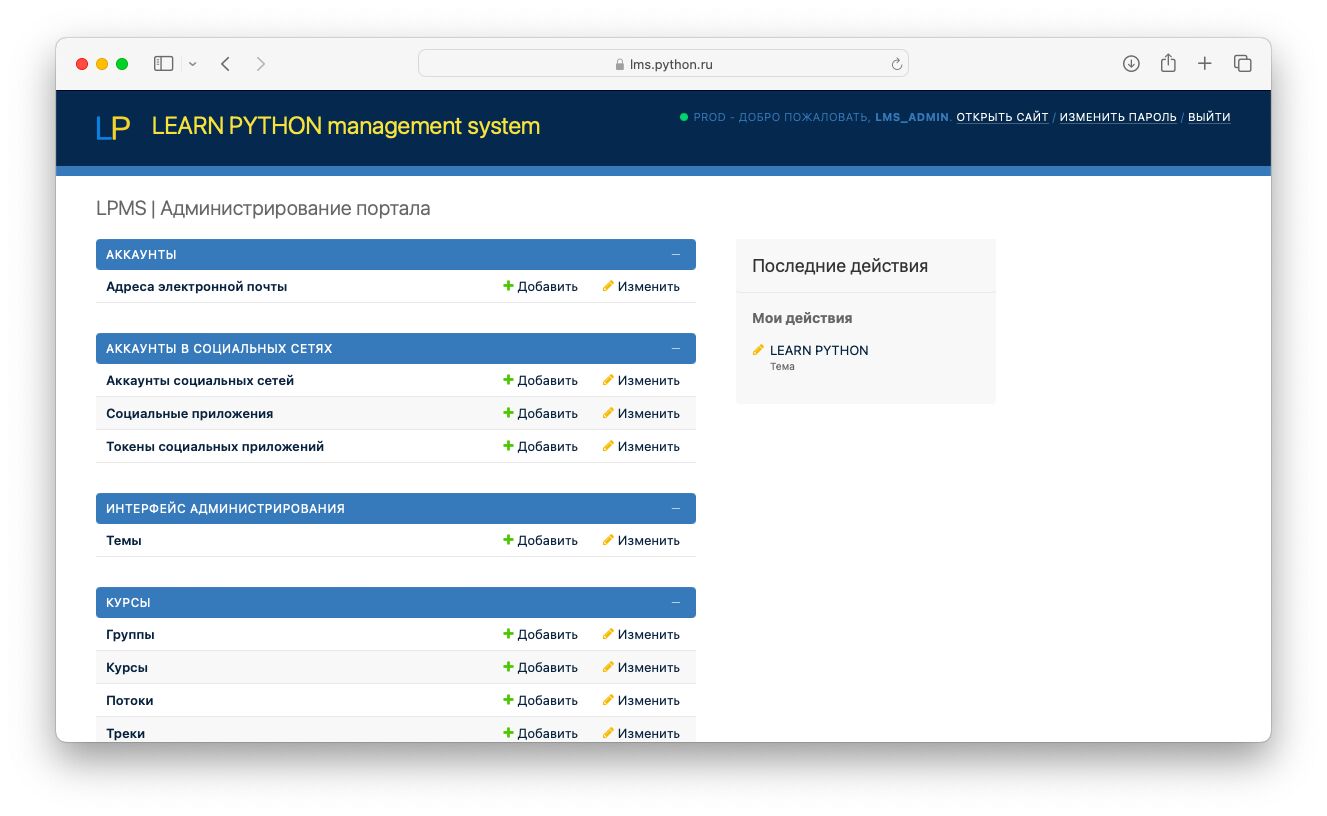 lms.python.ru
LP LEARN PYTHON management system
PROD - ДОБРО ПОЖАЛОВАТЬ, LMS_ADMIN. ОТКРЫТЬ САЙТ / ИЗМЕНИТЬ ПАРОЛЬ / ВЫЙТИ
LPMS | Администрирование портала
АККАУНТЫ
Адреса электронной почты Добавить Изменить
АККАУНТЫ В СОЦИАЛЬНЫХ СЕТЯХ
Аккаунты социальных сетей Добавить Изменить
Социальные приложения Добавить Изменить
Токены социальных приложений Добавить Изменить
ИНТЕРФЕЙС АДМИНИСТРИРОВАНИЯ
Темы Добавить Изменить
КУРСЫ
Группы Добавить Изменить
Курсы Добавить Изменить
Потоки Добавить Изменить
Треки Добавить Изменить
Последние действия
Мои действия
LEARN PYTHON
Тема